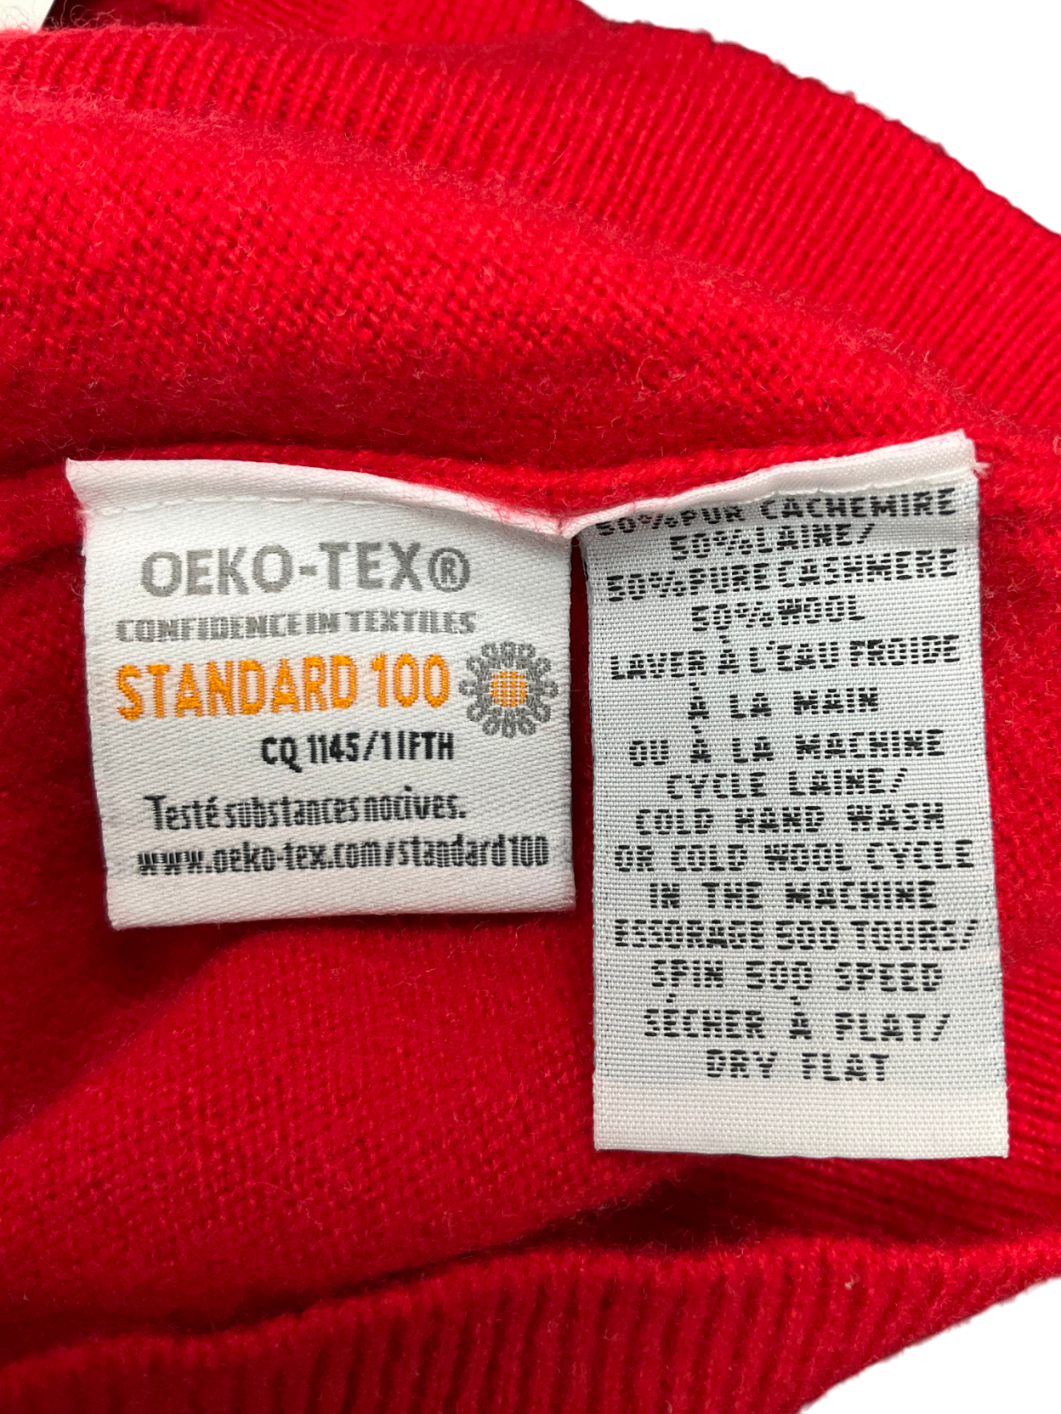 OEKO-TEX®
CONFIDENCE IN TEXTILES
STANDARD 100
CQ 1145/1 IFTH
Testé substances nocives.
www.oeko-tex.com/standard100
50%PUR CACHEMIRE
50%LAINE/
50%PURE CASHMERE
50%WOOL
LAVER À L'EAU FROIDE
À LA MAIN
OU À LA MACHINE
CYCLE LAINE/
COLD HAND WASH
OR COLD WOOL CYCLE
IN THE MACHINE
ESSORAGE 500 TOURS/
SPIN 500 SPEED
SÉCHER À PLAT/
DRY FLAT